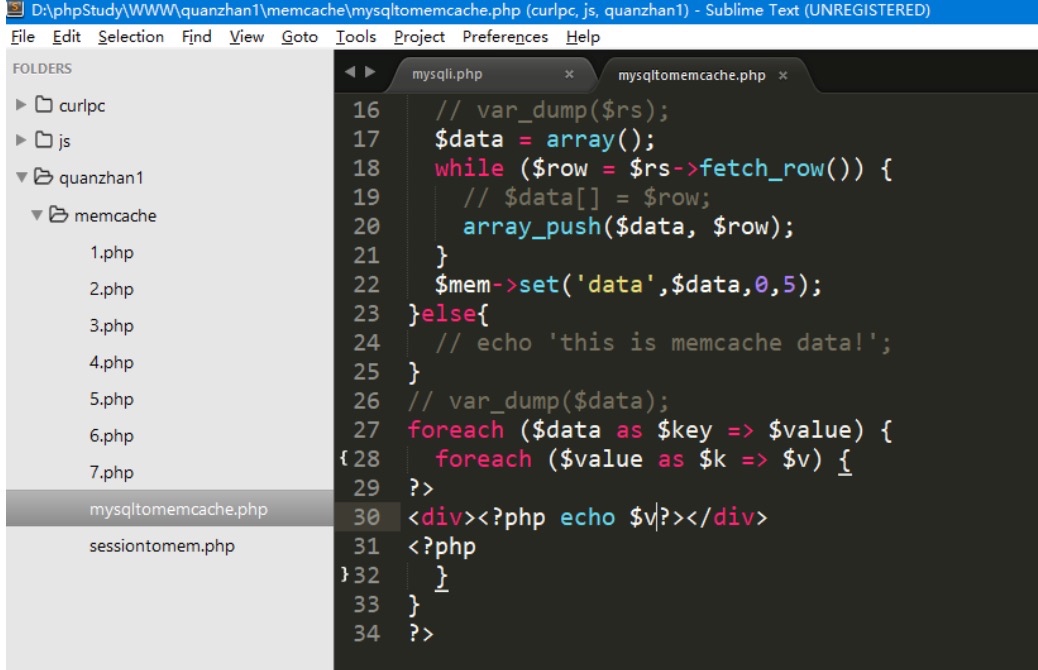 D:\phpStudy\WWW\quanzhan1\memcache\mysqltomemcache.php (curlpc, js, quanzhan1) - Sublime Text (UNREGISTERED)
File Edit Selection Find View Goto Tools Project Preferences Help
FOLDERS
curlpc
js
quanzhan1
memcache
1.php
2.php
3.php
4.php
5.php
6.php
7.php
mysqltomemcache.php
sessiontomem.php
mysqli.php × mysqltomemcache.php ×
16 // var_dump($rs);
17 $data = array();
18 while ($row = $rs->fetch_row()) {
19 // $data[] = $row;
20 array_push($data, $row);
21 }
22 $mem->set('data',$data,0,5);
23 }else{
24 // echo 'this is memcache data!';
25 }
26 // var_dump($data);
27 foreach ($data as $key => $value) {
{ 28 foreach ($value as $k => $v) {
29 ?>
30 <div><?php echo $v?></div>
31 <?php
} 32 }
33 }
34 ?>